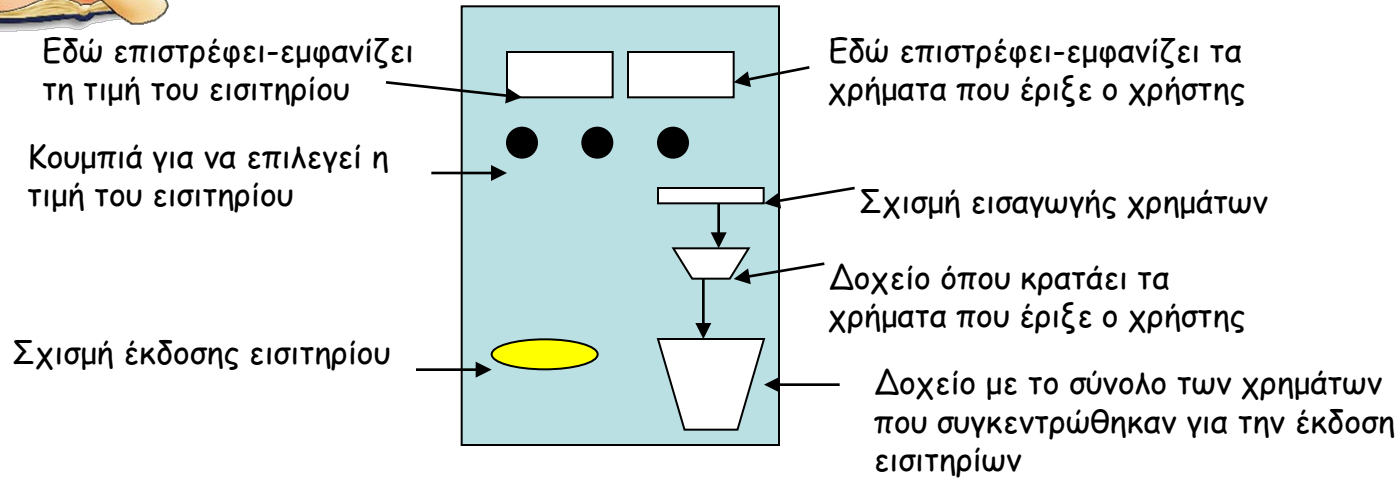 Εδώ επιστρέφει-εμφανίζει
τη τιμή του εισιτηρίου
Εδώ επιστρέφει-εμφανίζει τα
χρήματα που έριξε ο χρήστης
Κουμπιά για να επιλεγεί η
τιμή του εισιτηρίου
Σχισμή εισαγωγής χρημάτων
Δοχείο όπου κρατάει τα
χρήματα που έριξε ο χρήστης
Σχισμή έκδοσης εισιτηρίου
Δοχείο με το σύνολο των χρημάτων
που συγκεντρώθηκαν για την έκδοση
εισιτηρίων